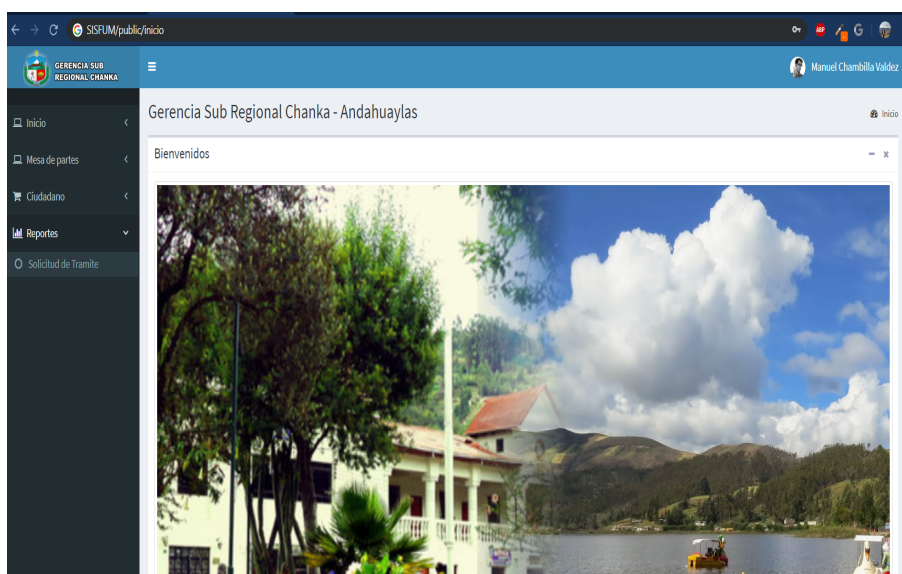 SISFUM/public/inicio
ABP
G
GERENCIA SUB
REGIONAL CHANKA
Manuel Chambilla Valdez
Gerencia Sub Regional Chanka - Andahuaylas
Inicio
Inicio
Mesa de partes
Ciudadano
Reportes
Solicitud de Tramite
Bienvenidos